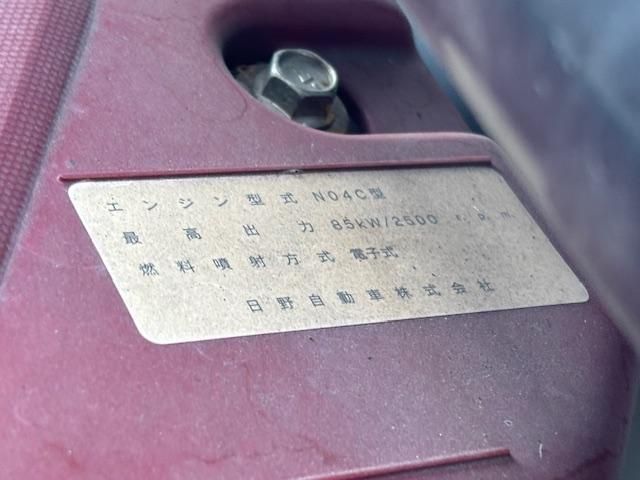 エンジン型式 N04C型
最高出力 85kW/2500 r.p.m.
燃料噴射方式 電子式
日野自動車株式会社